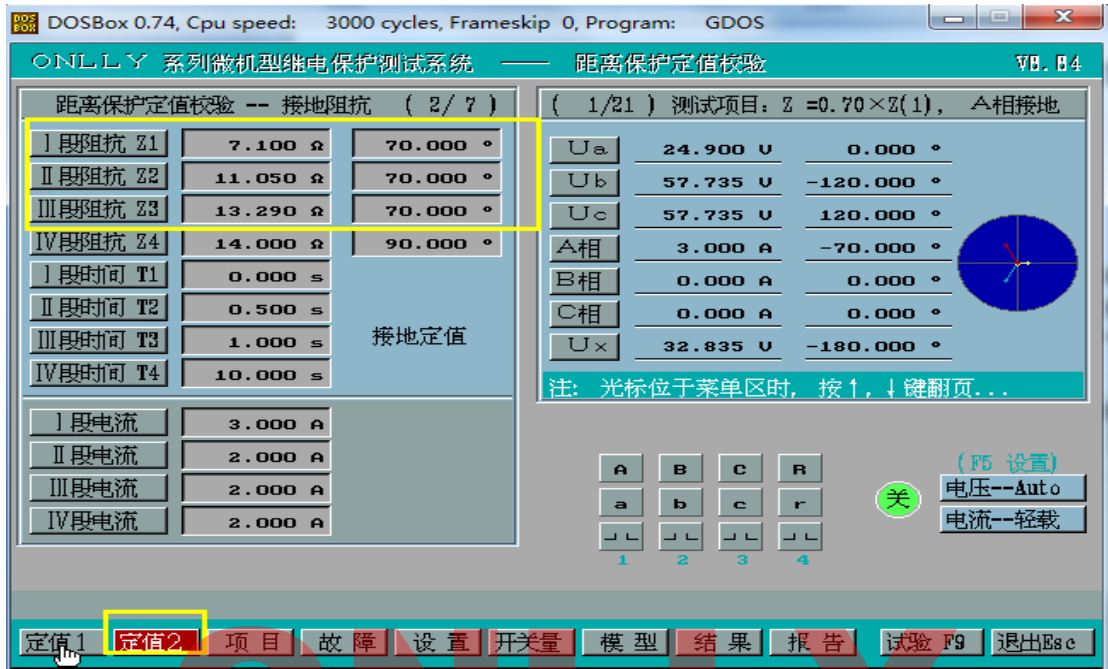 DOSBox 0.74, Cpu speed: 3000 cycles, Frameskip 0, Program: GDOS
ONLLY 系列微机型继电保护测试系统 —— 距离保护定值校验 V8.84
距离保护定值校验 -- 接地阻抗 ( 2/ 7 )
Ⅰ段阻抗 Z1 7.100 Ω 70.000 °
Ⅱ段阻抗 Z2 11.050 Ω 70.000 °
Ⅲ段阻抗 Z3 13.290 Ω 70.000 °
Ⅳ段阻抗 Z4 14.000 Ω 90.000 °
Ⅰ段时间 T1 0.000 s
Ⅱ段时间 T2 0.500 s
Ⅲ段时间 T3 1.000 s
接地定值
Ⅳ段时间 T4 10.000 s
Ⅰ段电流 3.000 A
Ⅱ段电流 2.000 A
Ⅲ段电流 2.000 A
Ⅳ段电流 2.000 A
( 1/21 ) 测试项目: Z =0.70×Z(1), A相接地
Ua 24.900 V 0.000 °
Ub 57.735 V -120.000 °
Uc 57.735 V 120.000 °
A相 3.000 A -70.000 °
B相 0.000 A 0.000 °
C相 0.000 A 0.000 °
Ux 32.835 V -180.000 °
注: 光标位于菜单区时, 按↑,↓键翻页...
A B C R
a b c r
1 2 3 4
关
(F5 设置)
电压--Auto
电流--轻载
定值1 定值2 项 目 故 障 设 置 开关量 模 型 结 果 报 告 试验 F9 退出Esc
ONLLY